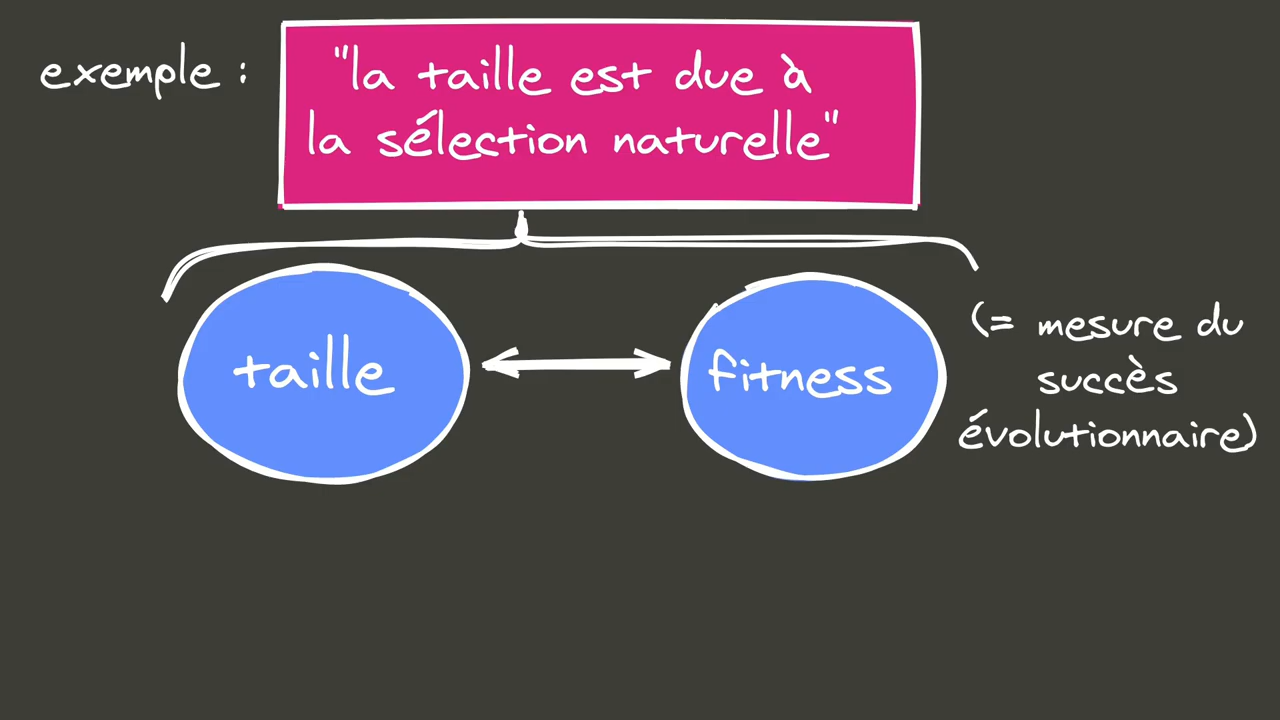 exemple :
"la taille est due à
la sélection naturelle"
taille
fitness
(= mesure du
succès
évolutionnaire)